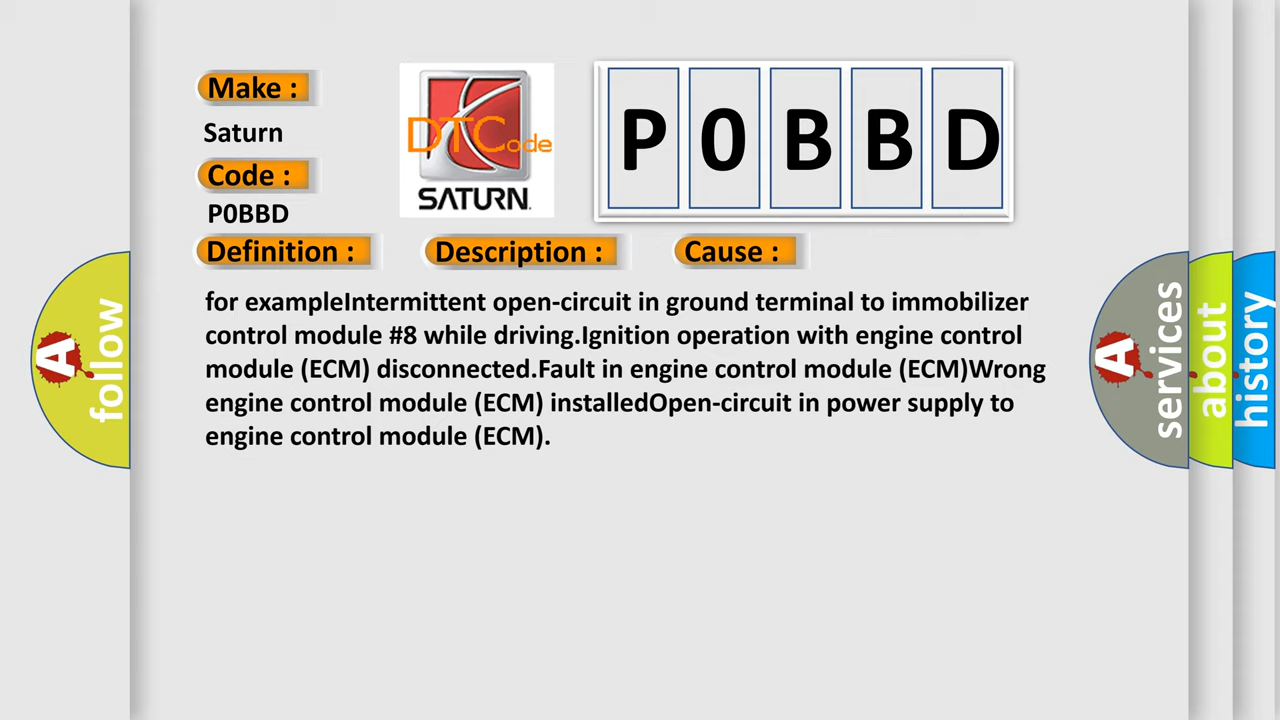 Make :
Saturn
Code :
P0BBD
DTCode
SATURN
P0BBD
Definition :
Description :
Cause :
for exampleIntermittent open-circuit in ground terminal to immobilizer
control module #8 while driving.Ignition operation with engine control
module (ECM) disconnected.Fault in engine control module (ECM)Wrong
engine control module (ECM) installedOpen-circuit in power supply to
engine control module (ECM).
A follow
A services
about
history